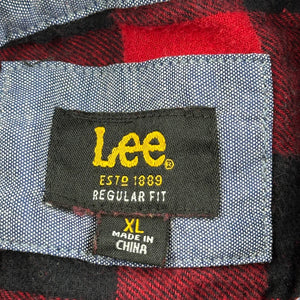 Lee®
ESTD 1889
REGULAR FIT
XL
MADE IN
CHINA